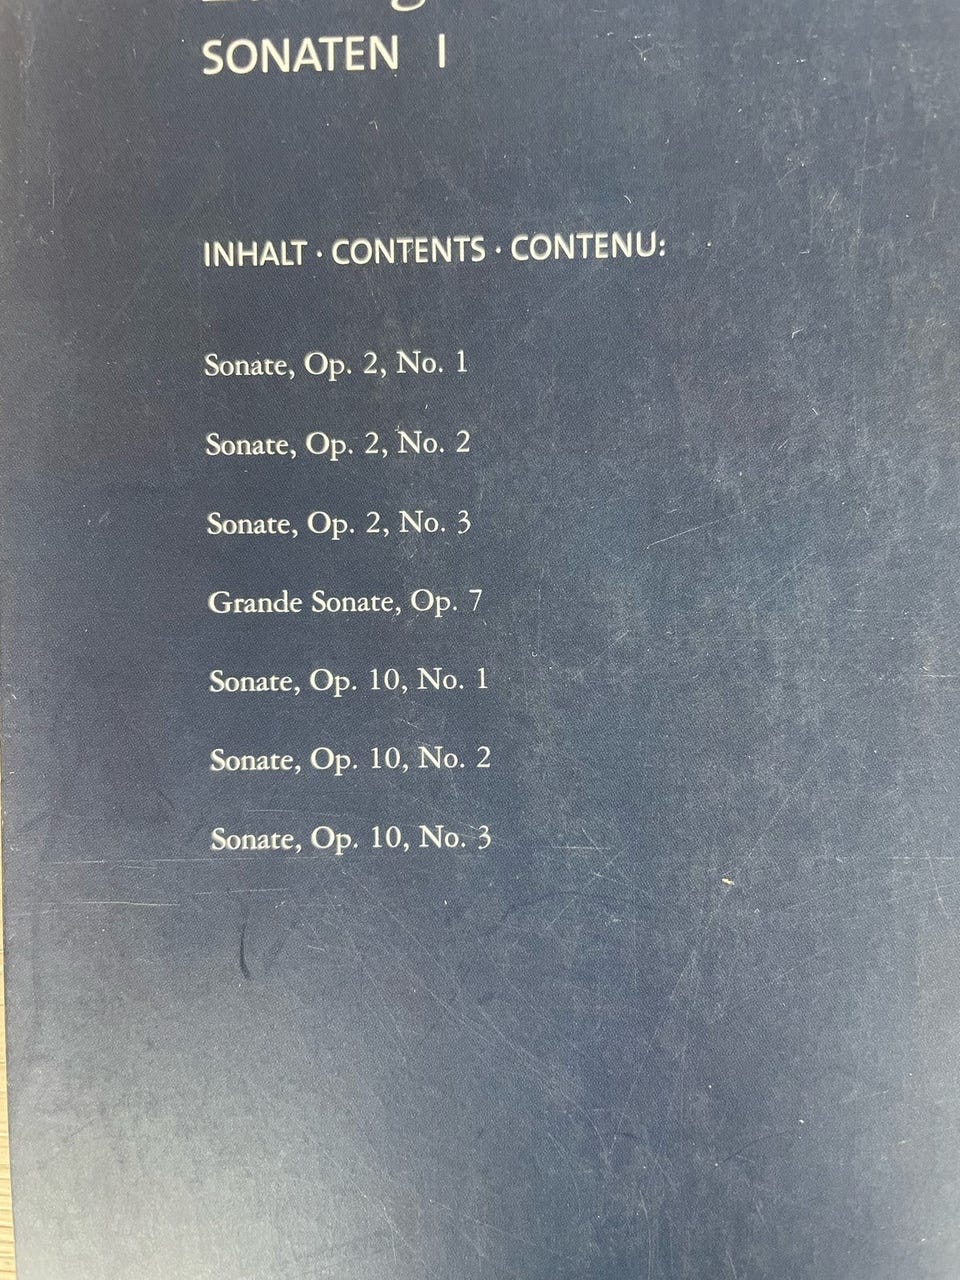 SONATEN I
INHALT · CONTENTS · CONTENU:
Sonate, Op. 2, No. 1
Sonate, Op. 2, No. 2
Sonate, Op. 2, No. 3
Grande Sonate, Op. 7
Sonate, Op. 10, No. 1
Sonate, Op. 10, No. 2
Sonate, Op. 10, No. 3